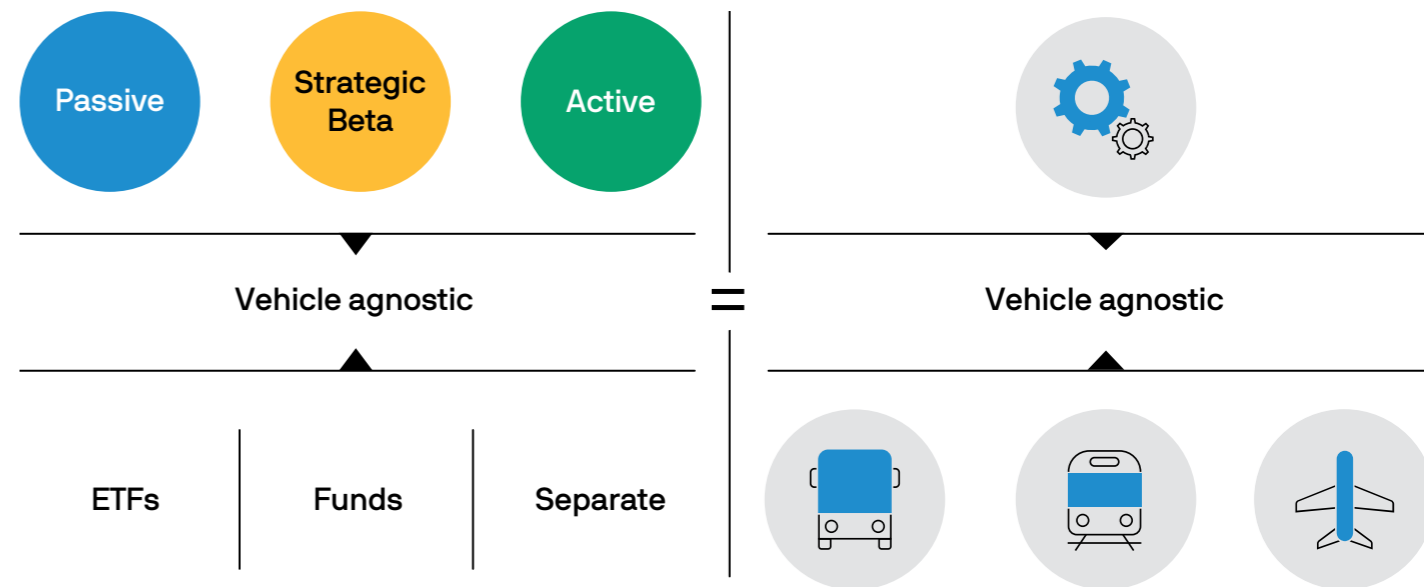 Passive
Strategic
Beta
Active
Vehicle agnostic
=
Vehicle agnostic
ETFs
Funds
Separate